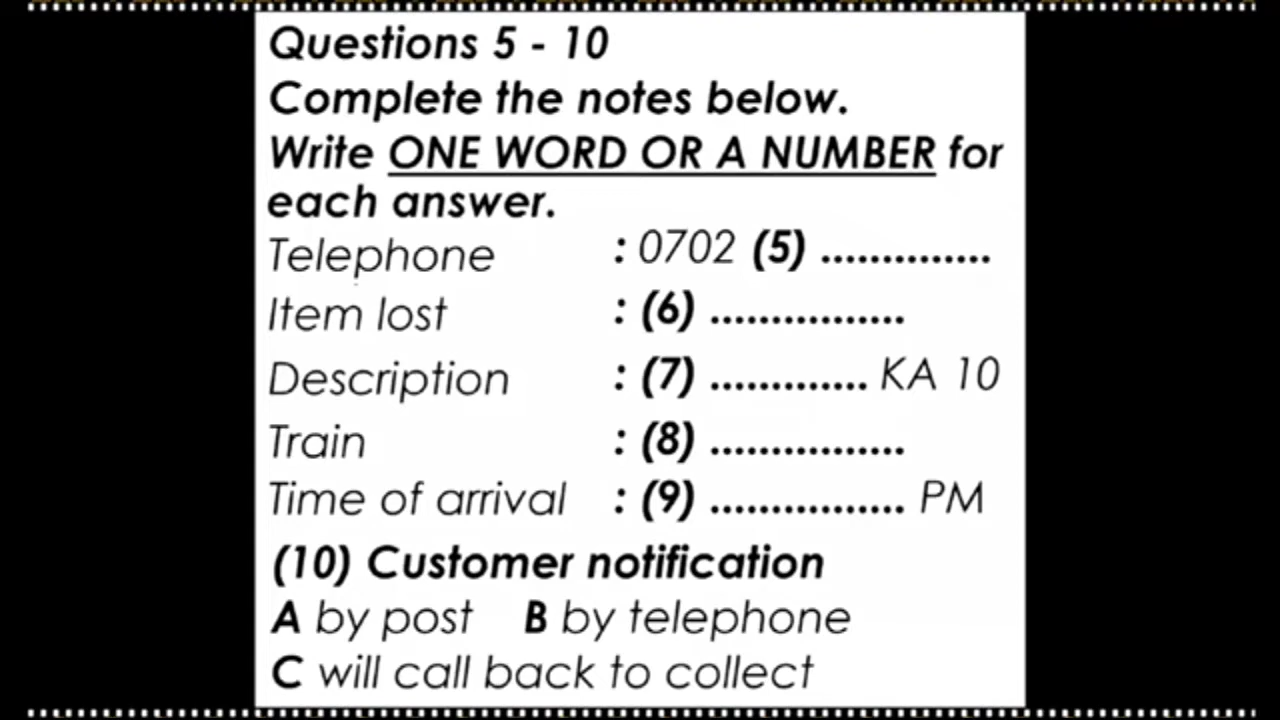 Questions 5 - 10
Complete the notes below.
Write ONE WORD OR A NUMBER for
each answer.
Telephone : 0702 (5) ..............
Item lost : (6) ................
Description : (7) ............. KA 10
Train : (8) ................
Time of arrival : (9) ................ PM
(10) Customer notification
A by post B by telephone
C will call back to collect